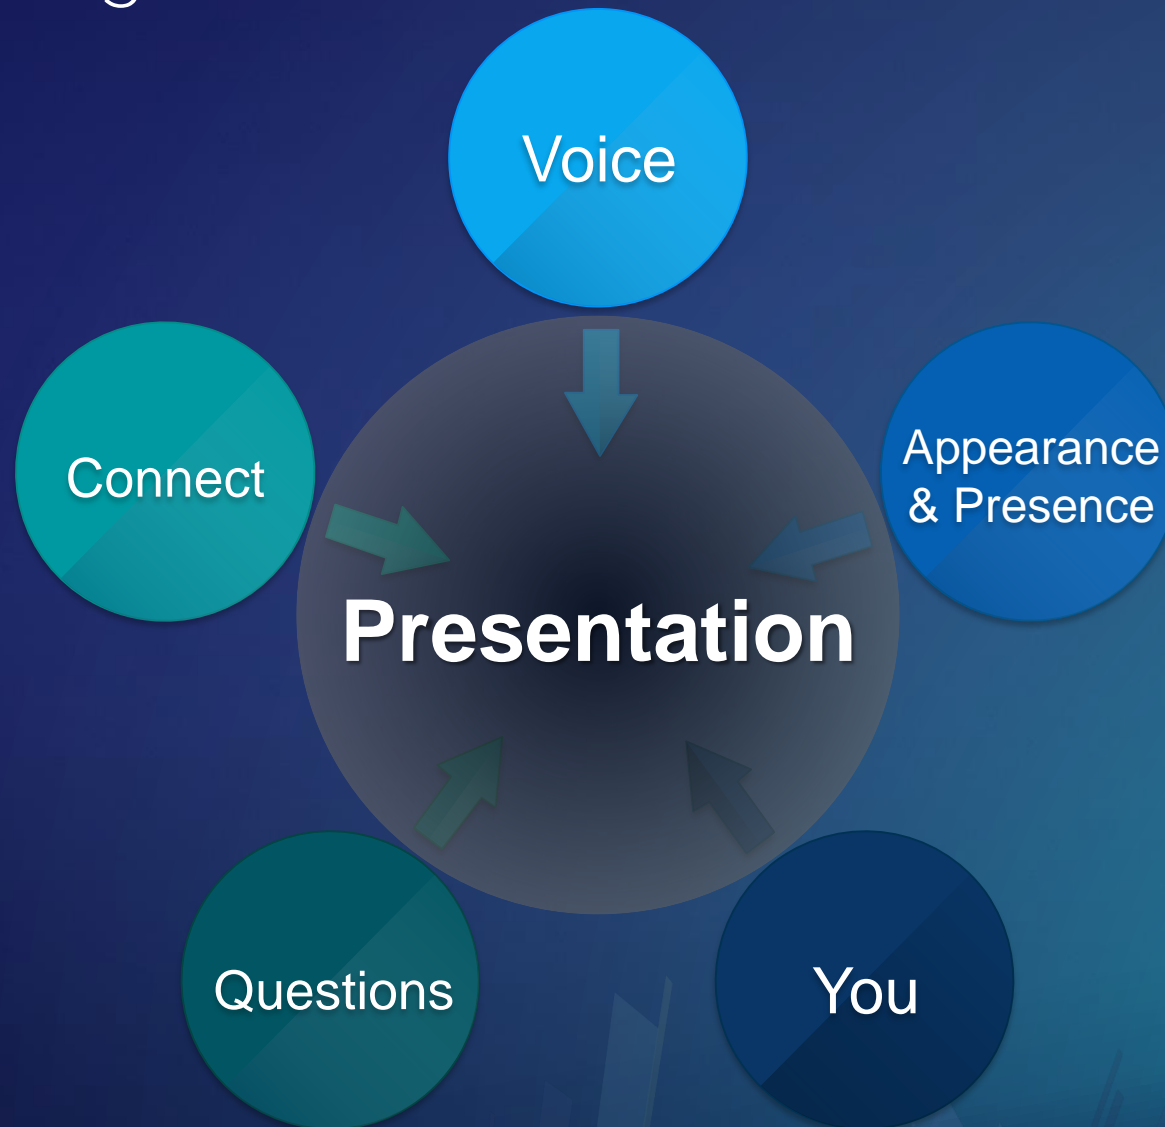 Voice
Connect
Appearance
& Presence
Presentation
Questions
You